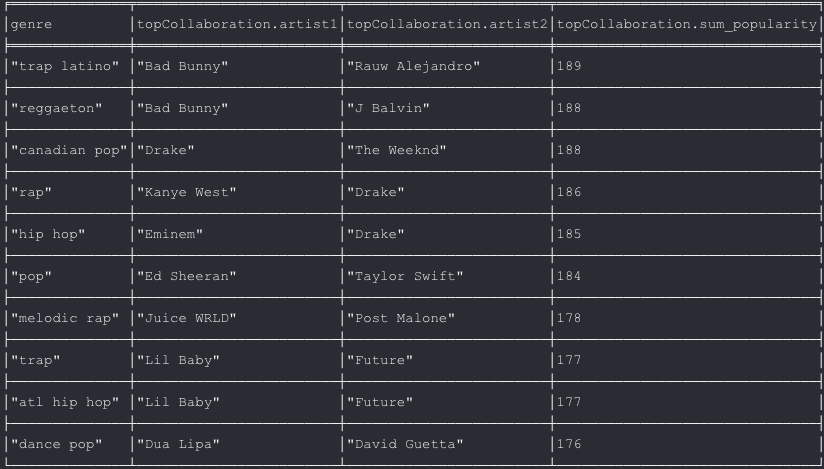 genre topCollaboration.artist1 topCollaboration.artist2 topCollaboration.sum_popularity
"trap latino" "Bad Bunny" "Rauw Alejandro" 189
"reggaeton" "Bad Bunny" "J Balvin" 188
"canadian pop" "Drake" "The Weeknd" 188
"rap" "Kanye West" "Drake" 186
"hip hop" "Eminem" "Drake" 185
"pop" "Ed Sheeran" "Taylor Swift" 184
"melodic rap" "Juice WRLD" "Post Malone" 178
"trap" "Lil Baby" "Future" 177
"atl hip hop" "Lil Baby" "Future" 177
"dance pop" "Dua Lipa" "David Guetta" 176